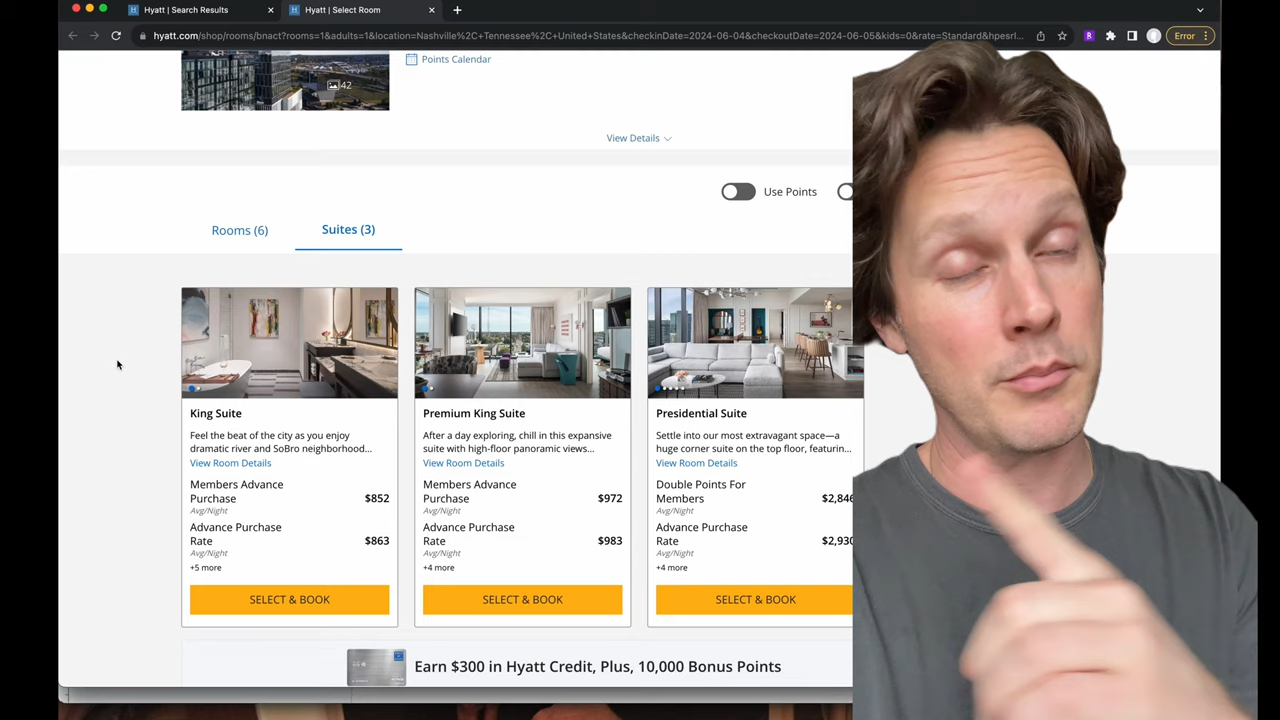 Hyatt | Search Results
Hyatt | Select Room
hyatt.com/shop/rooms/bnact?rooms=1&adults=1&location=Nashville%2C+Tennessee%2C+United+States&checkinDate=2024-06-04&checkoutDate=2024-06-05&kids=0&rate=Standard&hpesrI...
R
Error
Points Calendar
42
View Details
Use Points
Rooms (6)
Suites (3)
King Suite
Feel the beat of the city as you enjoy
dramatic river and SoBro neighborhood...
View Room Details
Members Advance
Purchase
$852
Avg/Night
Advance Purchase
Rate
$863
Avg/Night
+5 more
SELECT & BOOK
Premium King Suite
After a day exploring, chill in this expansive
suite with high-floor panoramic views...
View Room Details
Members Advance
Purchase
$972
Avg/Night
Advance Purchase
Rate
$983
Avg/Night
+4 more
SELECT & BOOK
Presidential Suite
Settle into our most extravagant space—a
huge corner suite on the top floor, featurin...
View Room Details
Double Points For
Members
$2,846
Avg/Night
Advance Purchase
Rate
$2,930
Avg/Night
+4 more
SELECT & BOOK
Earn $300 in Hyatt Credit, Plus, 10,000 Bonus Points